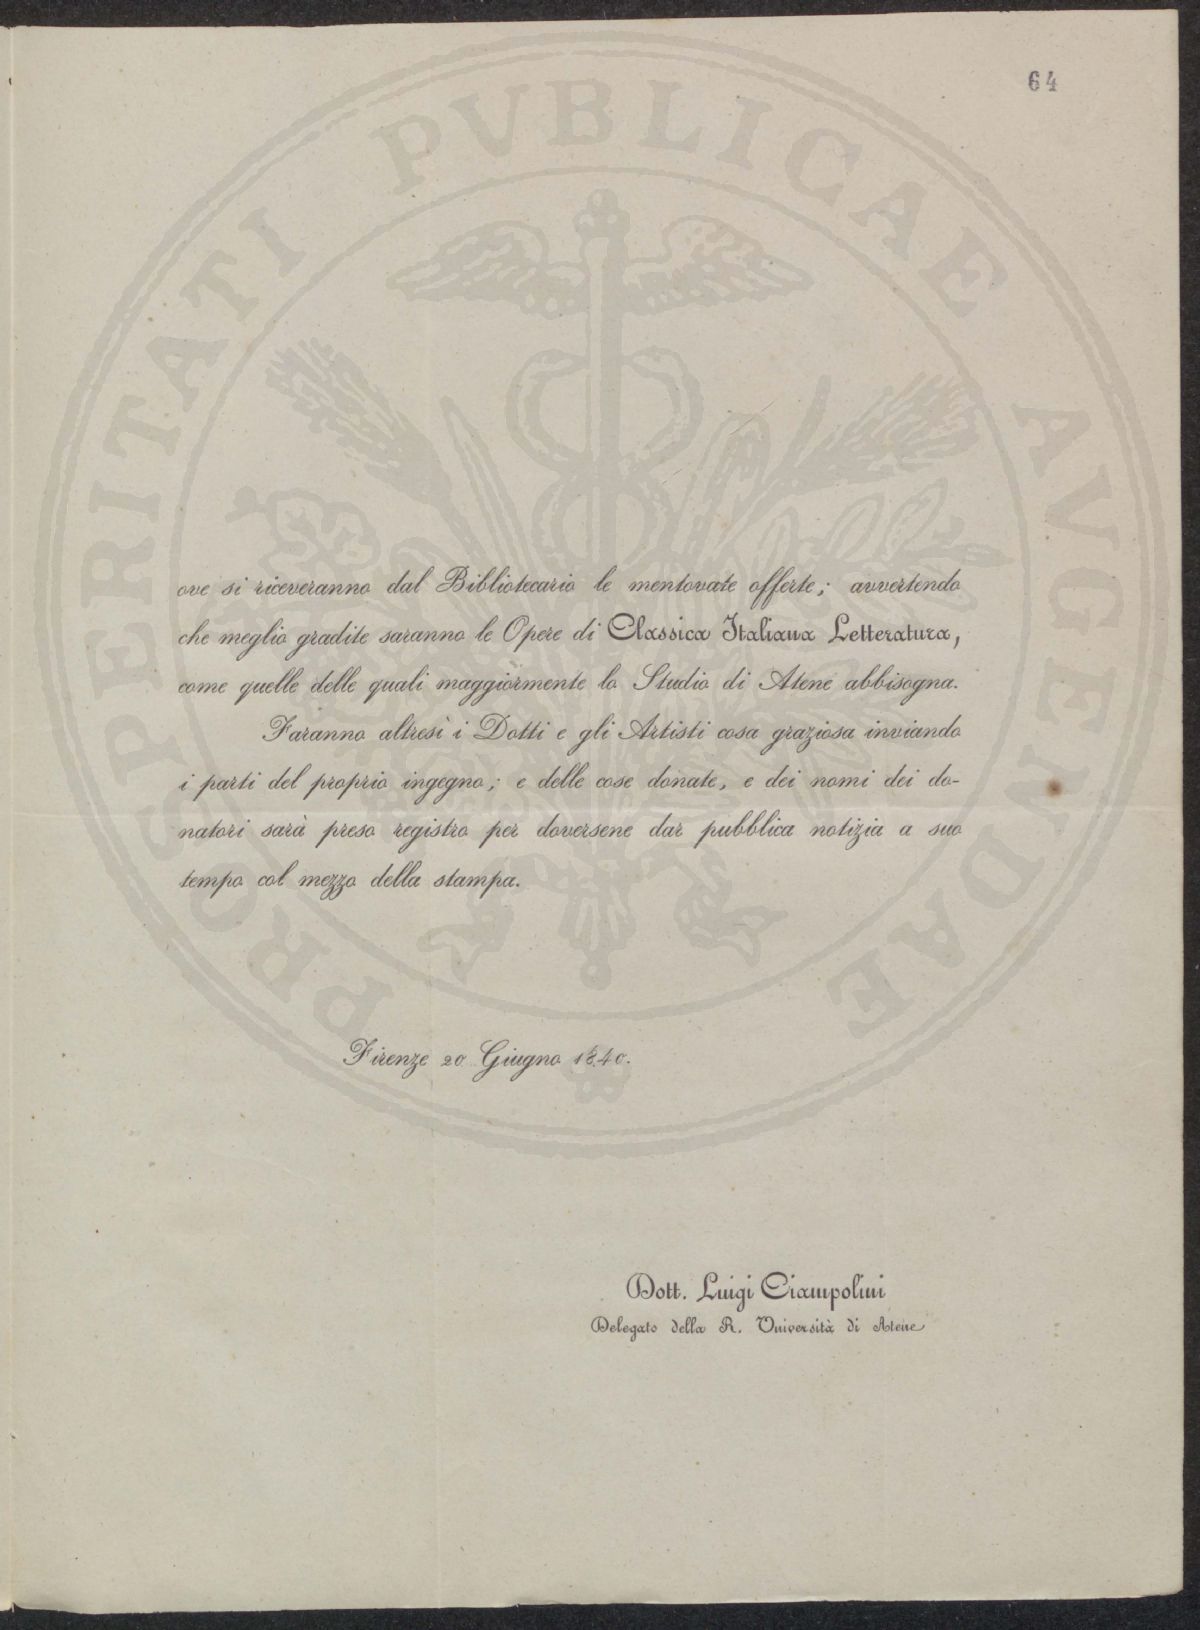 64
PROSPERITATI PVBLICAE AVGENDAE
ove si riceveranno dal Bibliotecario le mentovate offerte; avvertendo
che meglio gradite saranno le Opere di Classica Italiana Letteratura,
come quelle delle quali maggiormente lo Studio di Atene abbisogna.
Faranno altresì i Dotti e gli Artisti cosa graziosa inviando
i parti del proprio ingegno; e delle cose donate, e dei nomi dei do-
natori sarà preso registro per doversene dar pubblica notizia a suo
tempo col mezzo della stampa.
Firenze 20 Giugno 1840.
Dott. Luigi Ciampolini
Delegato della R. Università di Atene